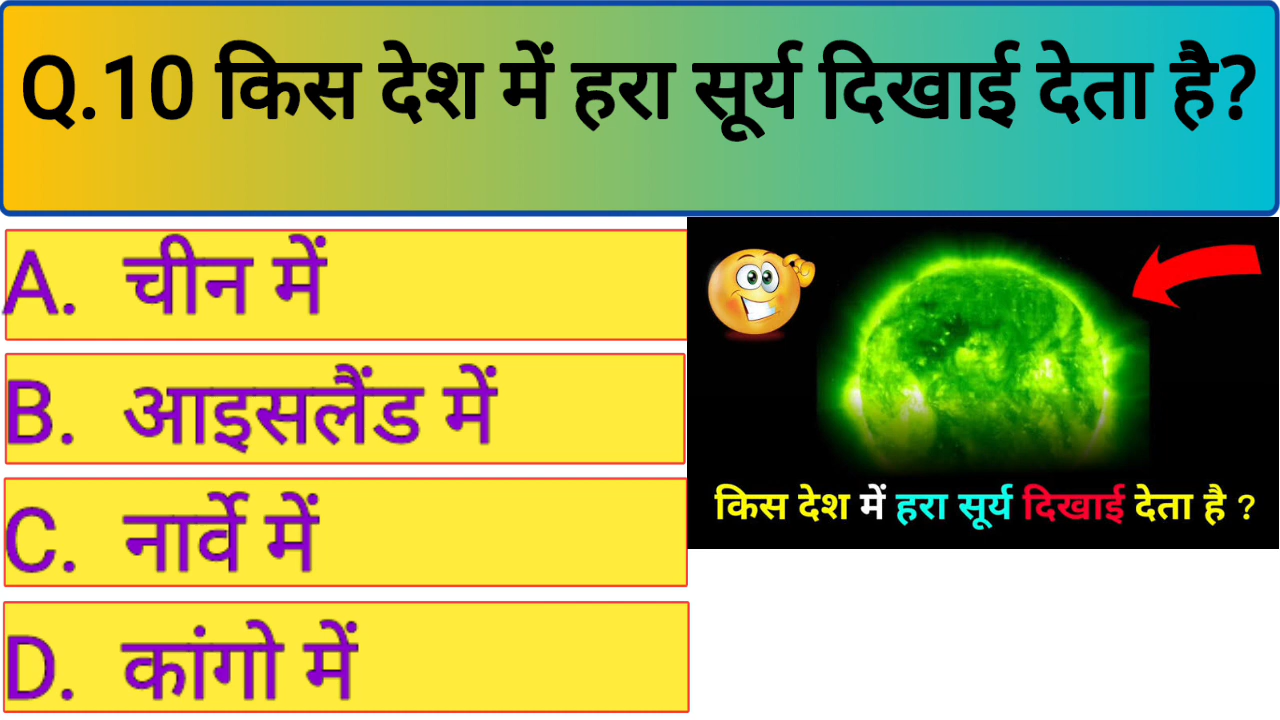 Q.10 किस देश में हरा सूर्य दिखाई देता है?
A. चीन में
B. आइसलैंड में
C. नार्वे में
D. कांगो में
किस देश में हरा सूर्य दिखाई देता है ?